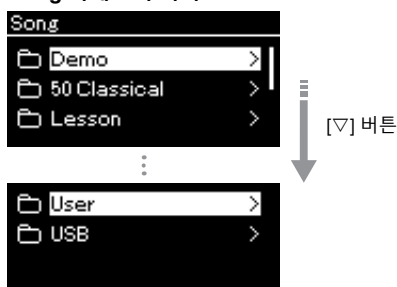 Song
Demo >
50 Classical >
Lesson >
[▽] 버튼
User >
USB >